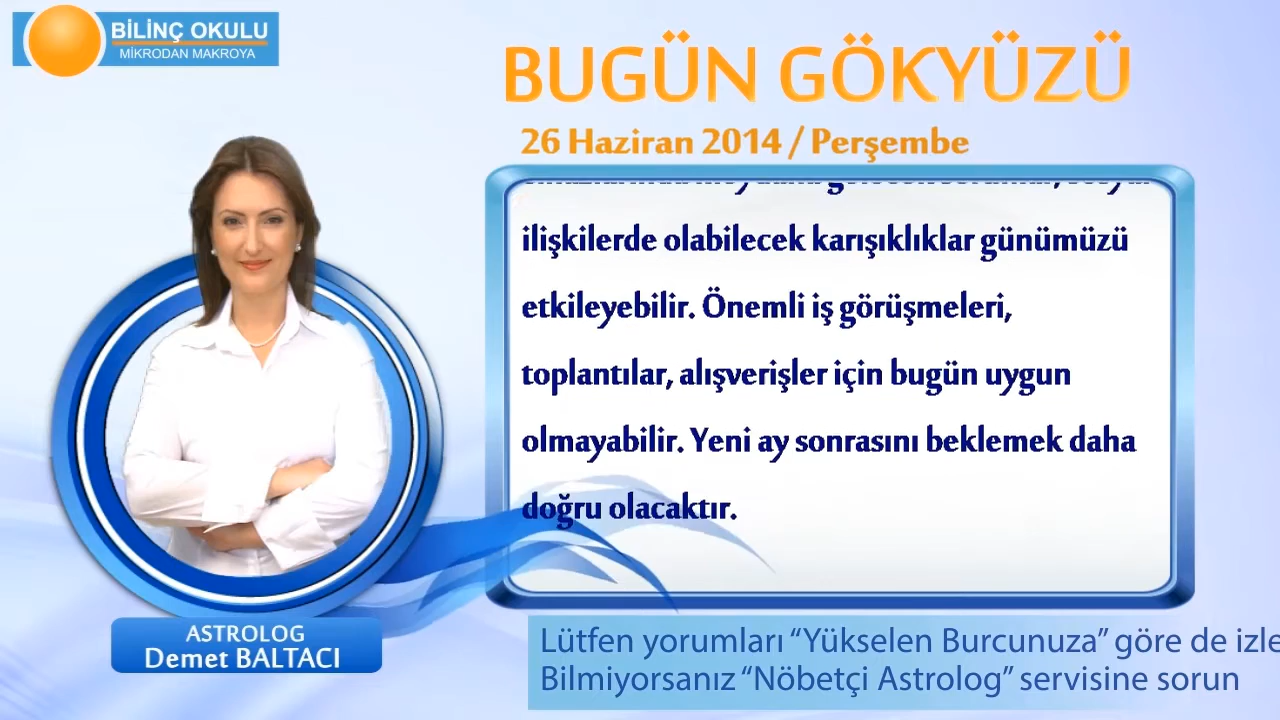 BİLİNÇ OKULU
MİKRODAN MAKROYA
BUGÜN GÖKYÜZÜ
26 Haziran 2014 / Perşembe
ilişkilerde olabilecek karışıklıklar günümüzü
etkileyebilir. Önemli iş görüşmeleri,
toplantılar, alışverişler için bugün uygun
olmayabilir. Yeni ay sonrasını beklemek daha
doğru olacaktır.
ASTROLOG
Demet BALTACI
Lütfen yorumları “Yükselen Burcunuza” göre de izle
Bilmiyorsanız “Nöbetçi Astrolog” servisine sorun